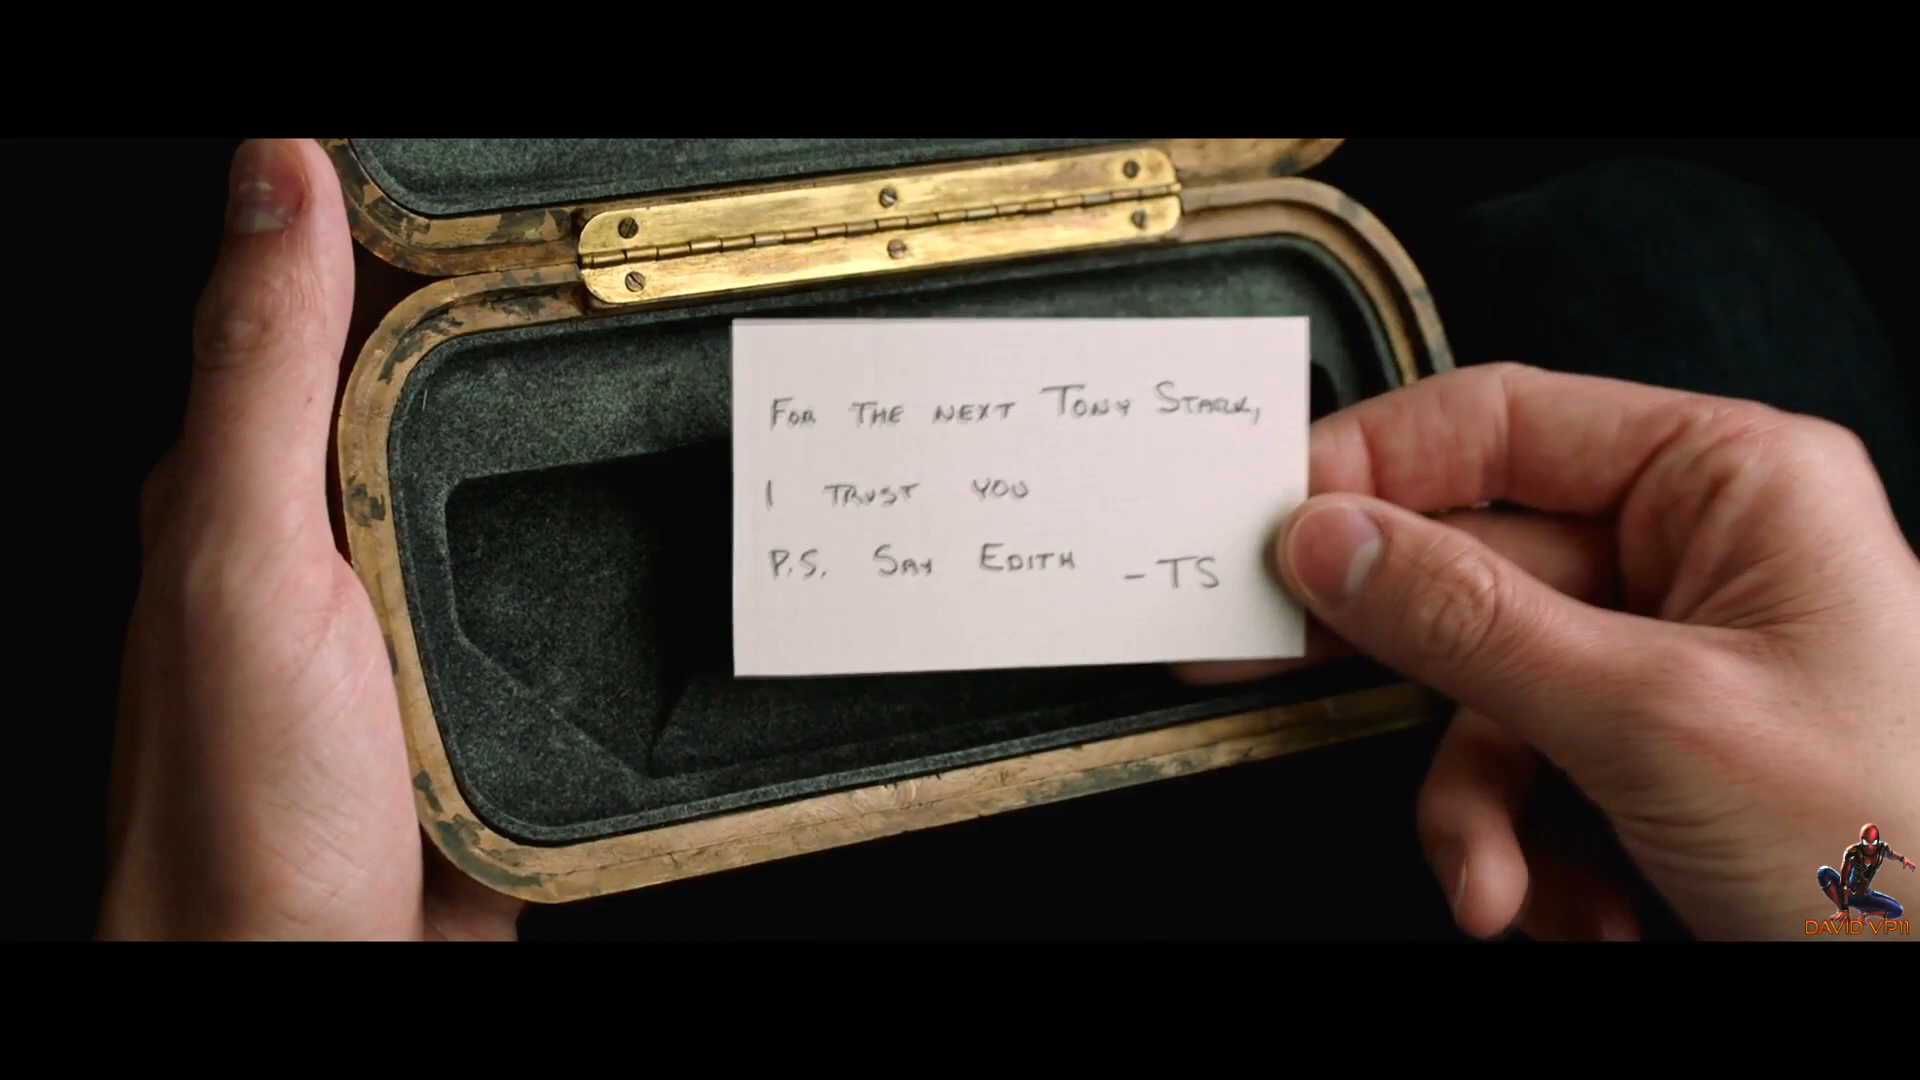 For the next Tony Stark,
I trust you
P.S. Say Edith -TS
DAVID VP11